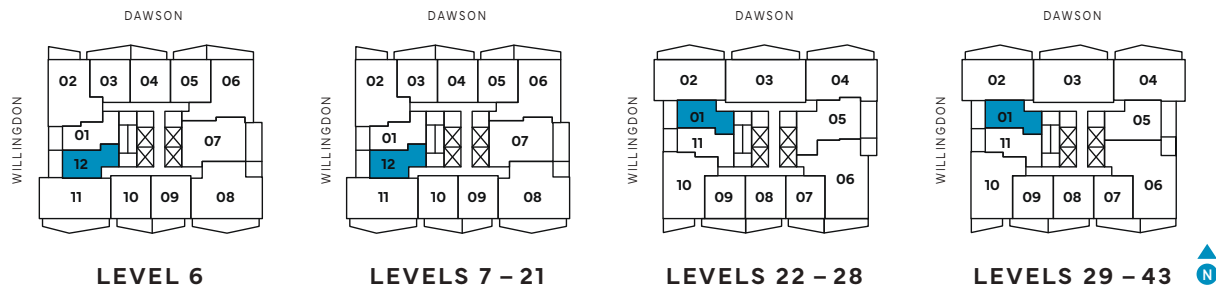 DAWSON
WILLINGDON
02 03 04 05 06
01
07
12
11 10 09 08
LEVEL 6
DAWSON
WILLINGDON
02 03 04 05 06
01
07
12
11 10 09 08
LEVELS 7 – 21
DAWSON
WILLINGDON
02 03 04
01
05
11
10
06
09 08 07
LEVELS 22 – 28
DAWSON
WILLINGDON
02 03 04
01
05
11
10
06
09 08 07
LEVELS 29 – 43
N